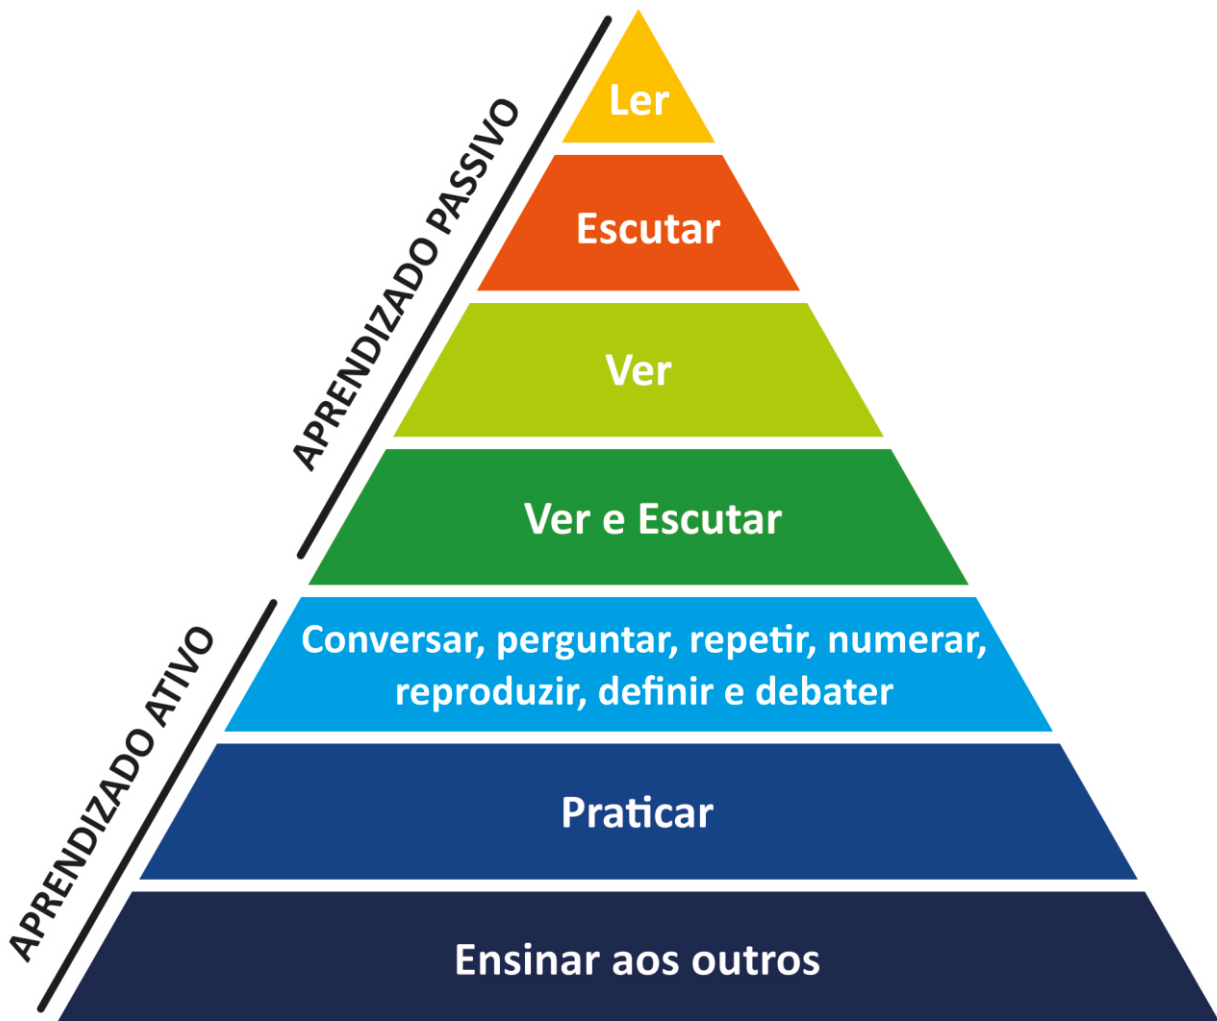 APRENDIZADO PASSIVO
Ler
Escutar
Ver
Ver e Escutar
APRENDIZADO ATIVO
Conversar, perguntar, repetir, numerar,
reproduzir, definir e debater
Praticar
Ensinar aos outros